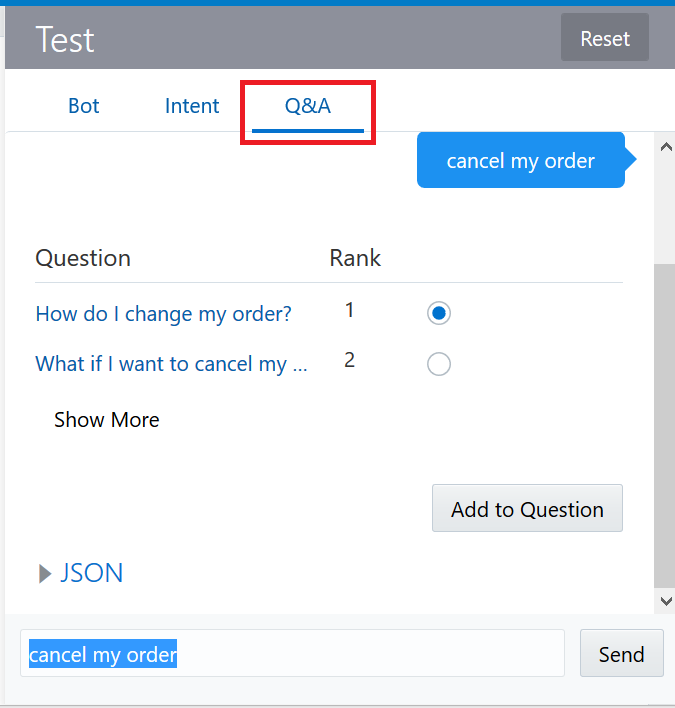 Test
Reset
Bot Intent Q&A
cancel my order
Question Rank
How do I change my order? 1
What if I want to cancel my ... 2
Show More
Add to Question
JSON
cancel my order
Send